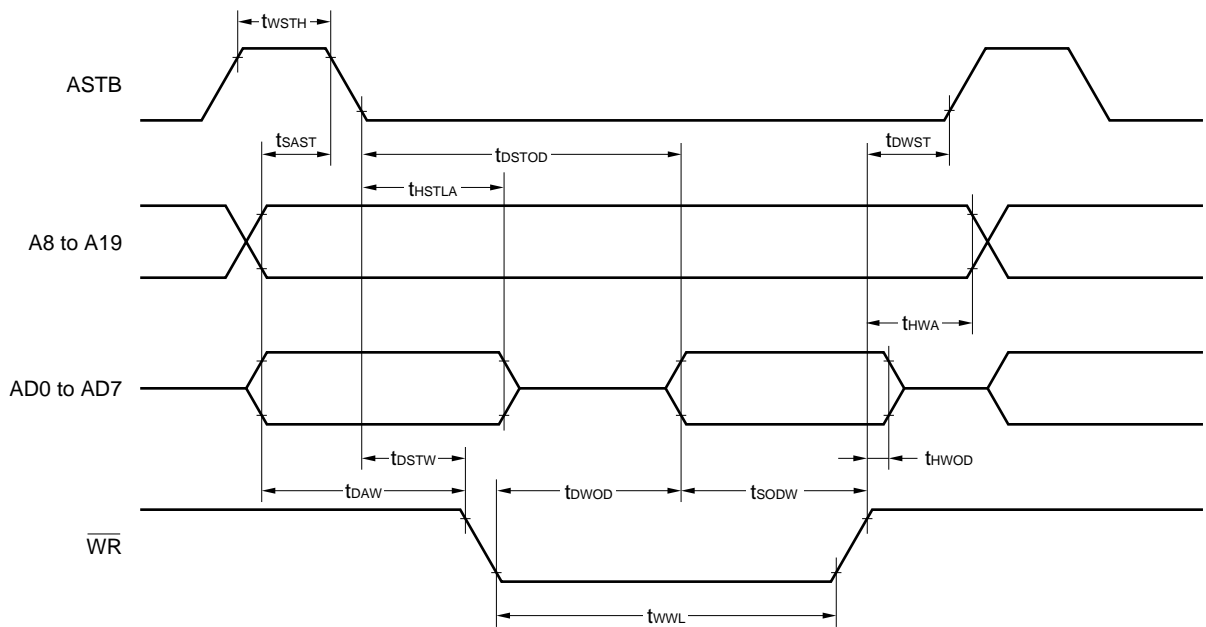 tWSTH
ASTB
tSAST
tDSTOD
tDWST
tHSTLA
A8 to A19
tHWA
AD0 to AD7
tDSTW
tHWOD
tDAW
tDWOD
tSODW
WR
tWWL